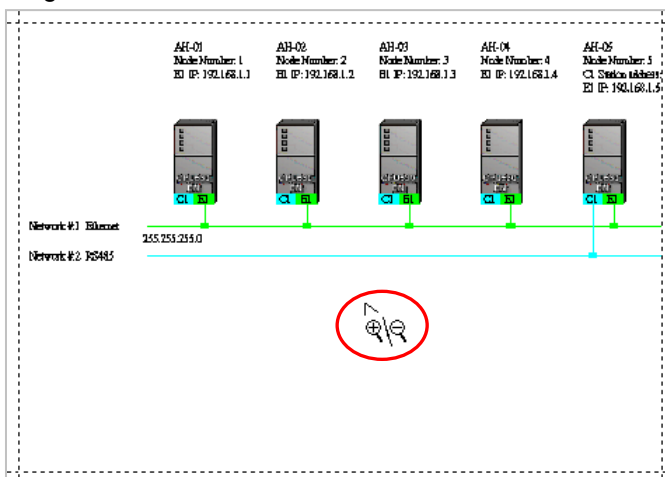 AH-01
Node Number: 1
E1 IP: 192.168.1.1
AH-02
Node Number: 2
E1 IP: 192.168.1.2
AH-03
Node Number: 3
E1 IP: 192.168.1.3
AH-04
Node Number: 4
E1 IP: 192.168.1.4
AH-05
Node Number: 5
C1 Station address:
E1 IP: 192.168.1.5
C1 E1
C1 E1
C1 E1
C1 E1
C1 E1
Network #:1 Ethernet
255.255.255.0
Network #:2 RS485